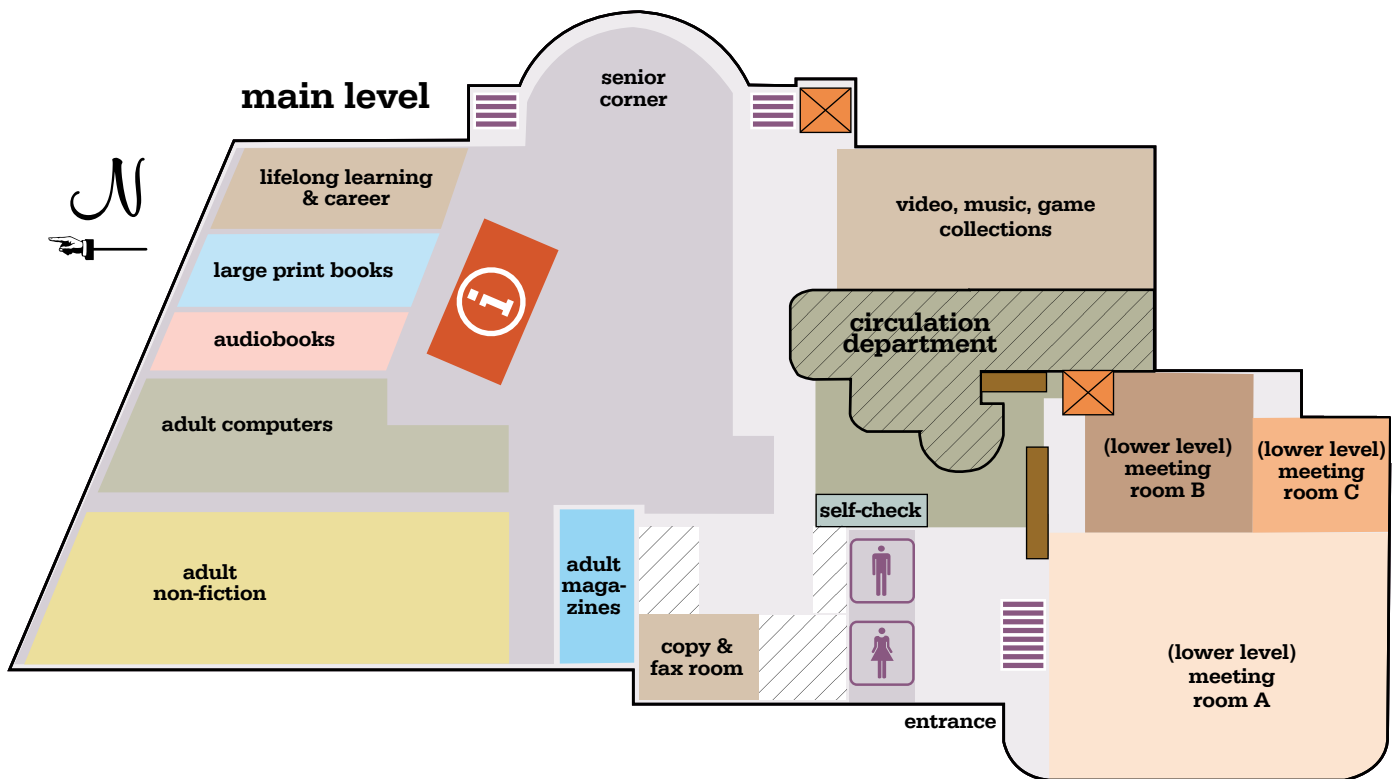 main level
N
senior
corner
lifelong learning
& career
large print books
audiobooks
adult computers
adult
non-fiction
i
video, music, game
collections
circulation
department
self-check
adult
maga-
zines
copy &
fax room
(lower level)
meeting
room B
(lower level)
meeting
room C
(lower level)
meeting
room A
entrance